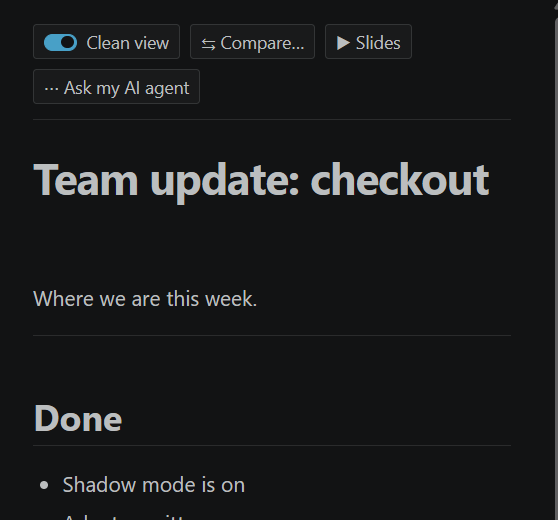 Clean view
⇆ Compare...
▶ Slides
··· Ask my AI agent
Team update: checkout
Where we are this week.
Done
• Shadow mode is on